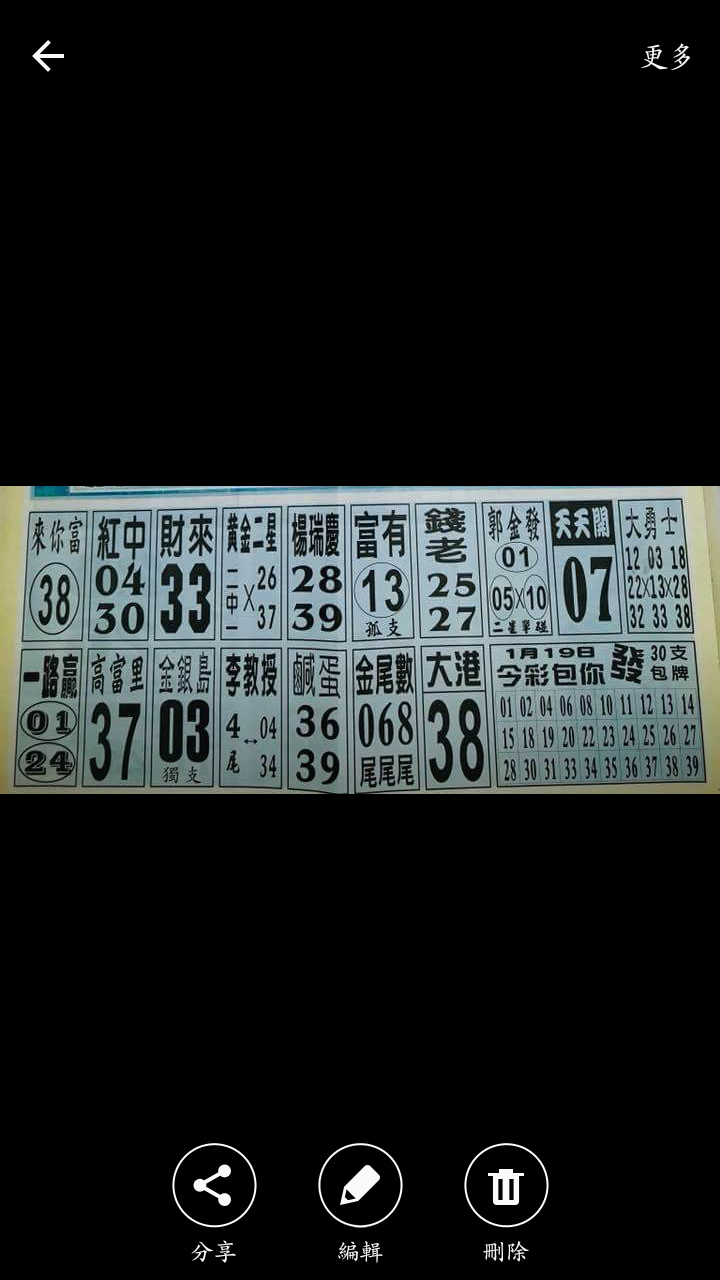 更多
來你富
38
紅中
04
30
財來
33
黃金二星
二中一
X
26
37
楊瑞慶
28
39
富有
13
孤支
錢老
25
27
郭金發
01
05X10
二星單碰
天天開
07
大勇士
12 03 18
22X13X28
32 33 38
一路贏
01
24
高富里
37
金銀島
03
獨支
李教授
4尾
↔
04
34
鹹蛋
36
39
金尾數
068
尾尾尾
大港
38
1月19日
今彩包你發
30支
包牌
01 02 04 06 08 10 11 12 13 14
15 18 19 20 22 23 24 25 26 27
28 30 31 33 34 35 36 37 38 39
分享
編輯
刪除